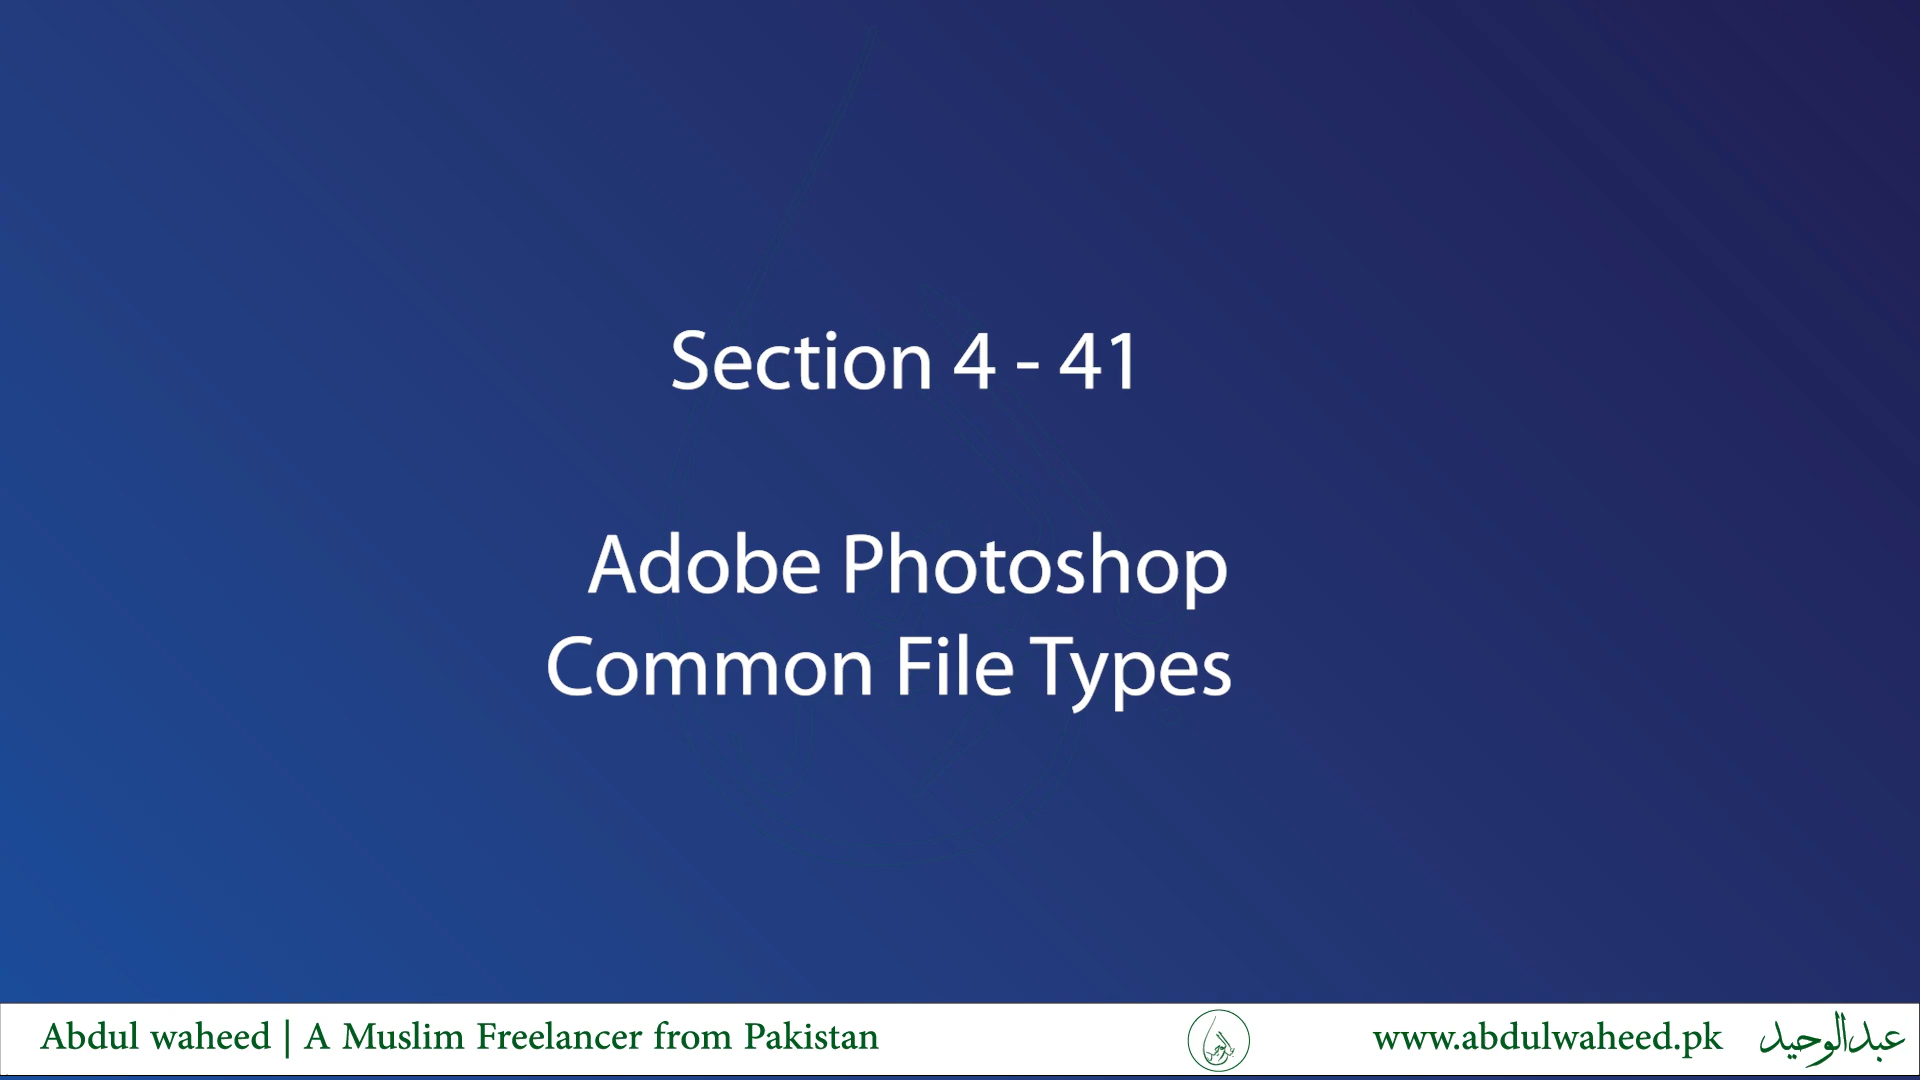 Section 4 - 41
Adobe Photoshop
Common File Types
Abdul waheed | A Muslim Freelancer from Pakistan
www.abdulwaheed.pk
عبدالوحید